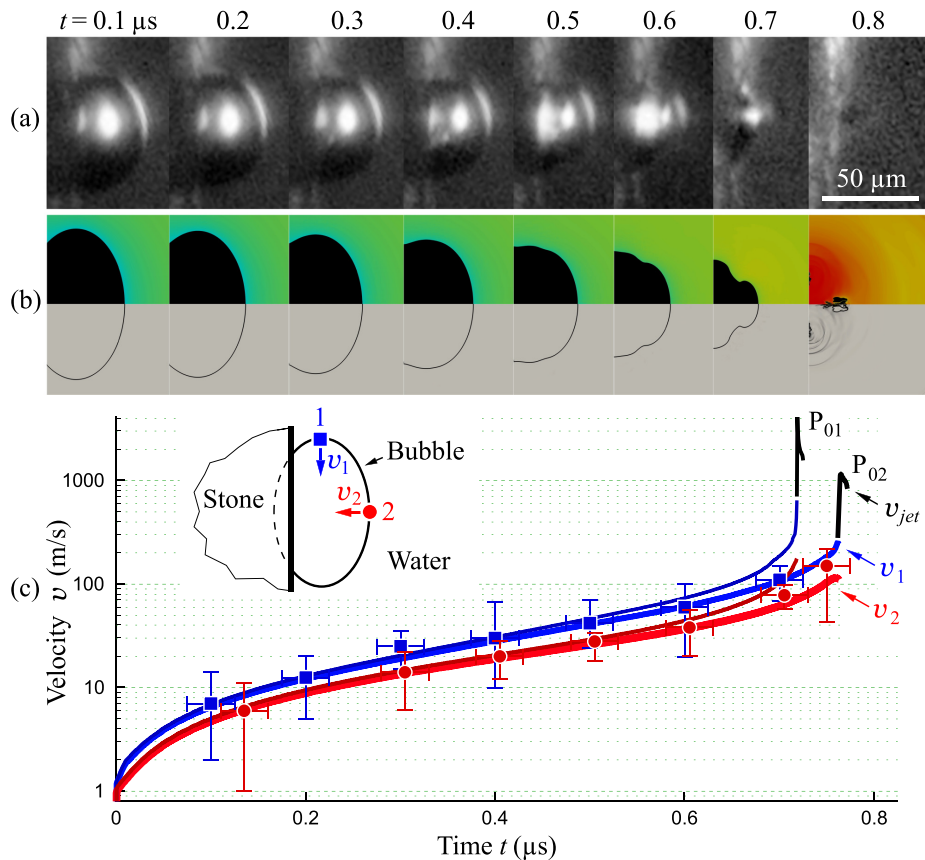 t = 0.1 µs 0.2 0.3 0.4 0.5 0.6 0.7 0.8
(a)
50 µm
(b)
(c)
1
v₁
Bubble
Stone
v₂
2
Water
P₀₁
P₀₂
v_jet
v₁
v₂
1000
100
10
1
Velocity v (m/s)
0 0.2 0.4 0.6 0.8
Time t (µs)